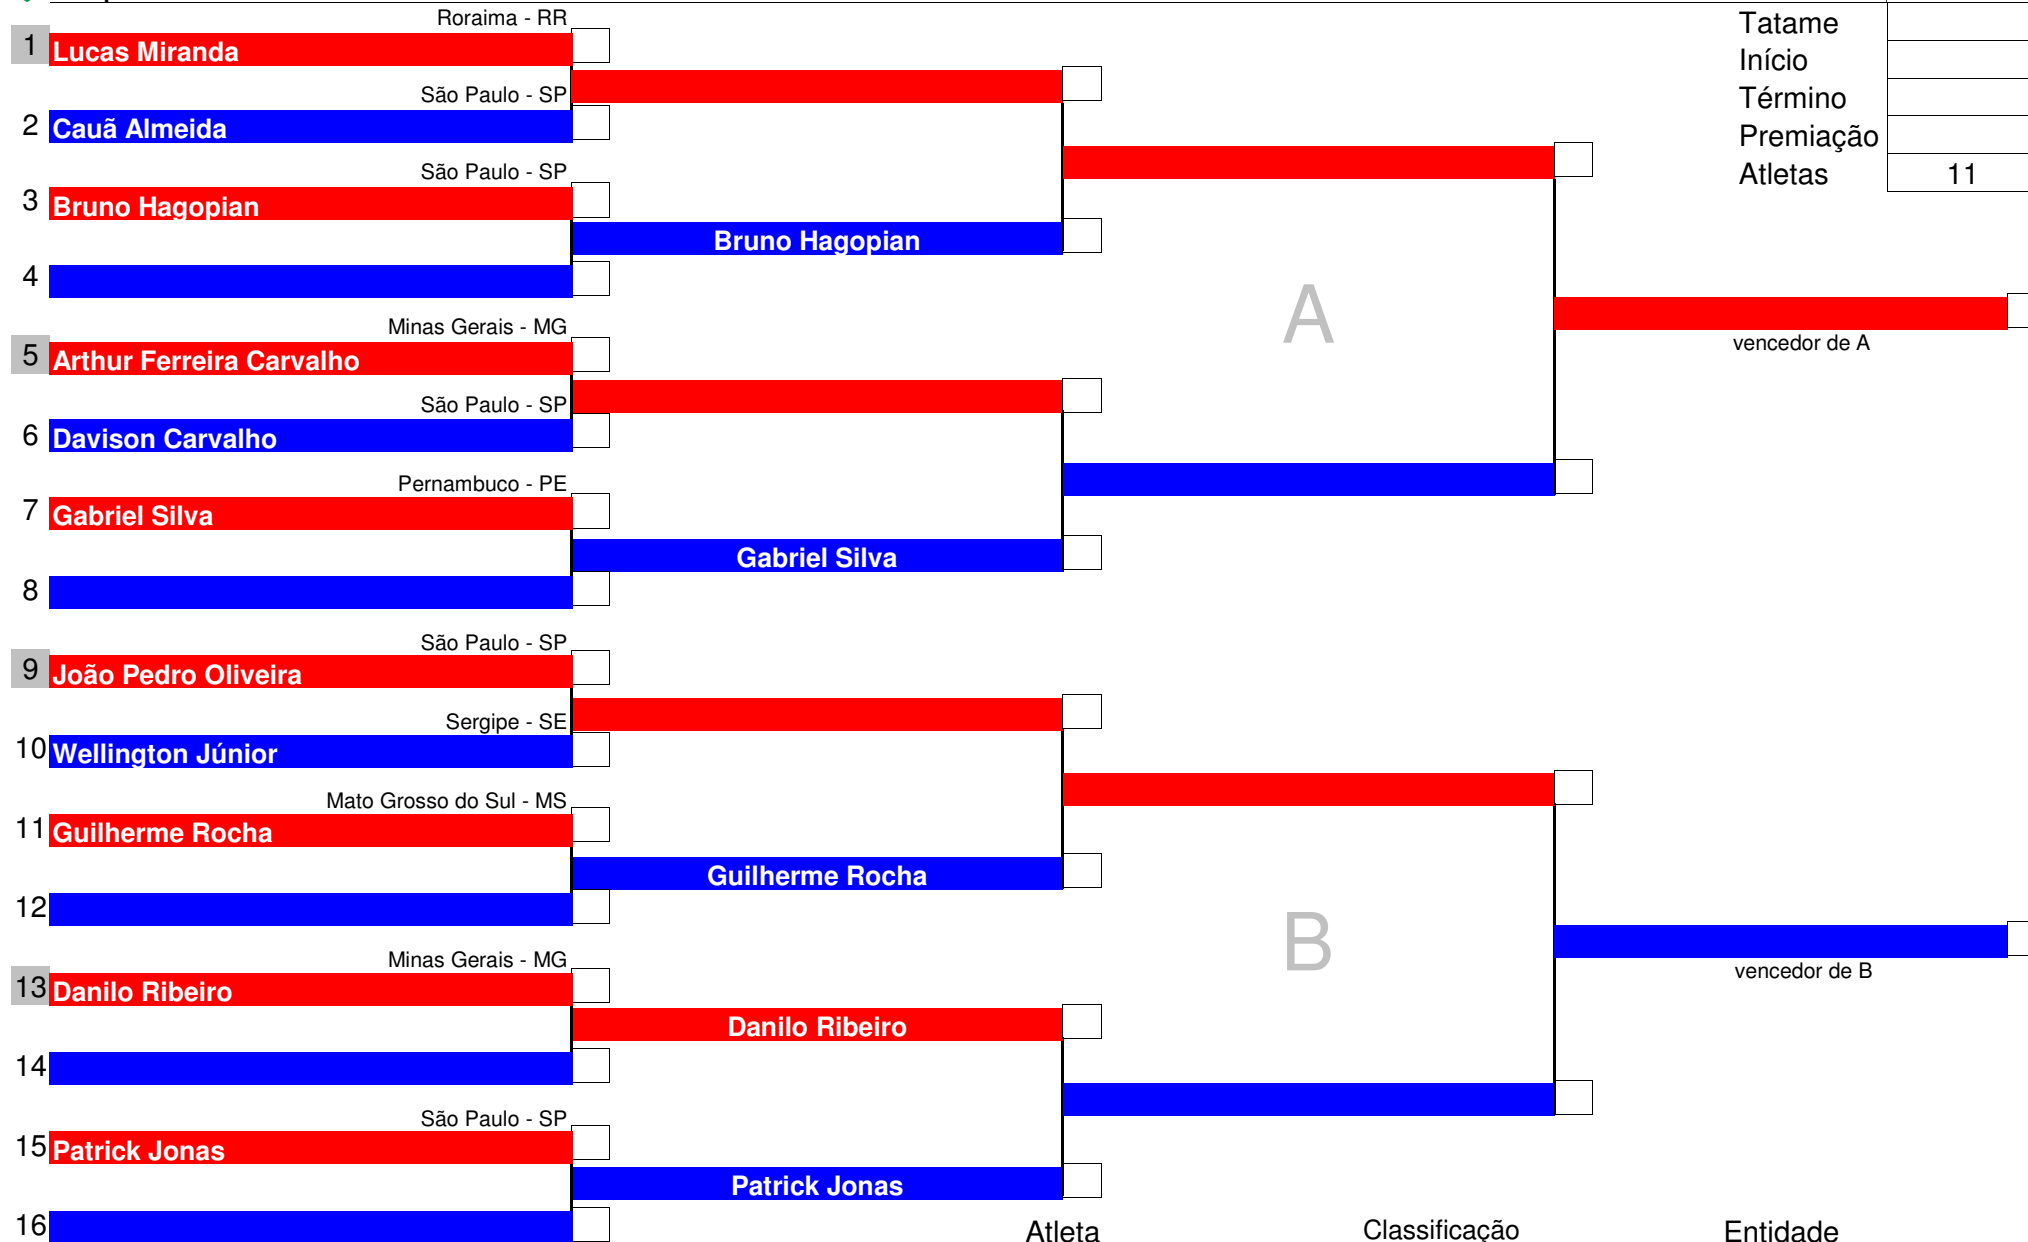 Roraima - RR
1 Lucas Miranda
São Paulo - SP
2 Cauã Almeida
São Paulo - SP
3 Bruno Hagopian
Bruno Hagopian
4
Minas Gerais - MG
5 Arthur Ferreira Carvalho
São Paulo - SP
6 Davison Carvalho
Pernambuco - PE
7 Gabriel Silva
Gabriel Silva
8
São Paulo - SP
9 João Pedro Oliveira
Sergipe - SE
10 Wellington Júnior
Mato Grosso do Sul - MS
11 Guilherme Rocha
Guilherme Rocha
12
Minas Gerais - MG
13 Danilo Ribeiro
Danilo Ribeiro
14
São Paulo - SP
15 Patrick Jonas
Patrick Jonas
16
A
B
vencedor de A
vencedor de B
Tatame
Início
Término
Premiação
Atletas 11
Atleta Classificação Entidade